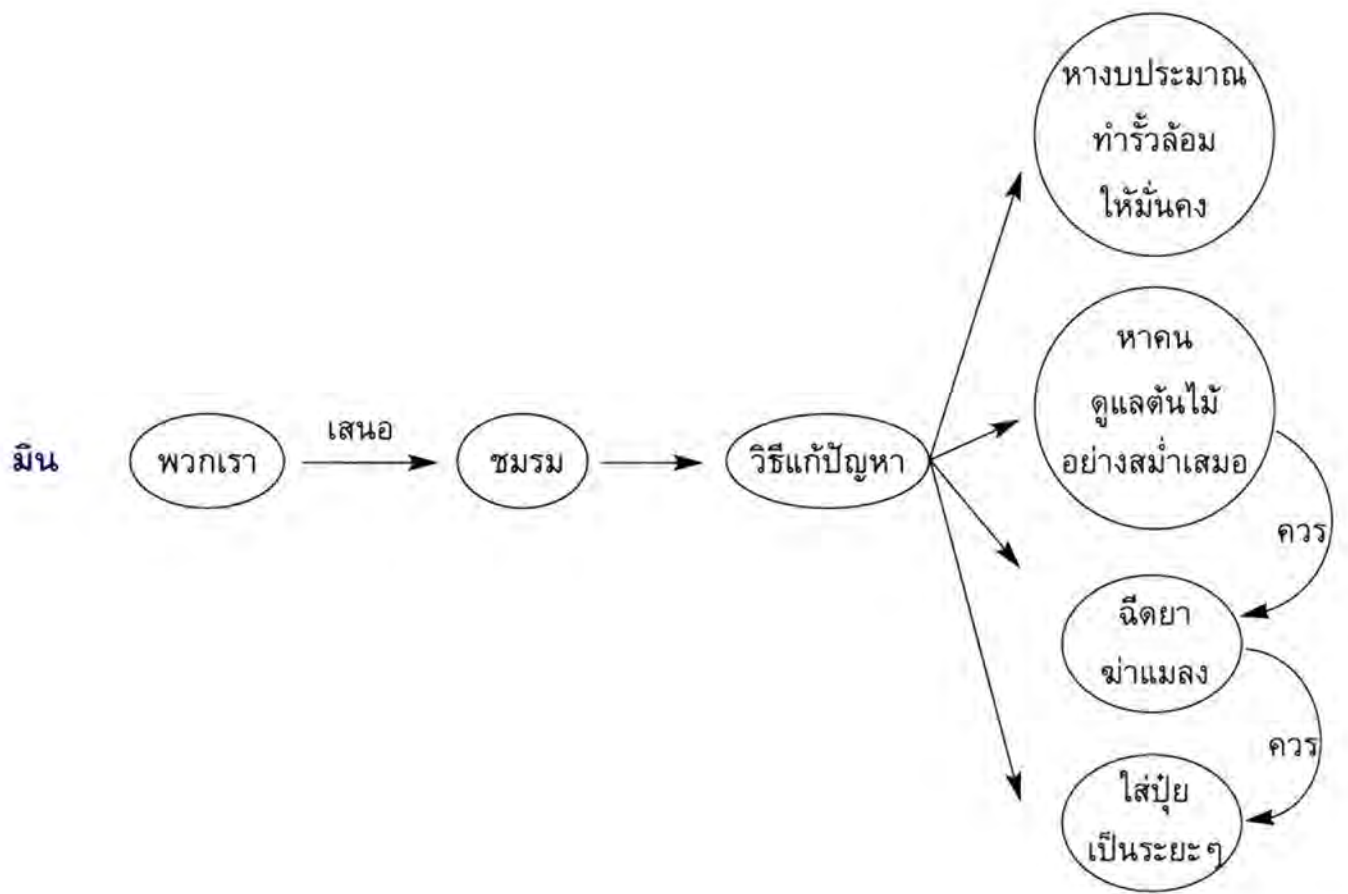 หางบประมาณ
ทำรั้วล้อม
ให้มั่นคง
หาคน
ดูแลต้นไม้
อย่างสม่ำเสมอ
เสนอ
มิน
พวกเรา
ชมรม
วิธีแก้ปัญหา
ควร
ฉีดยา
ฆ่าแมลง
ควร
ใส่ปุ๋ย
เป็นระยะๆ